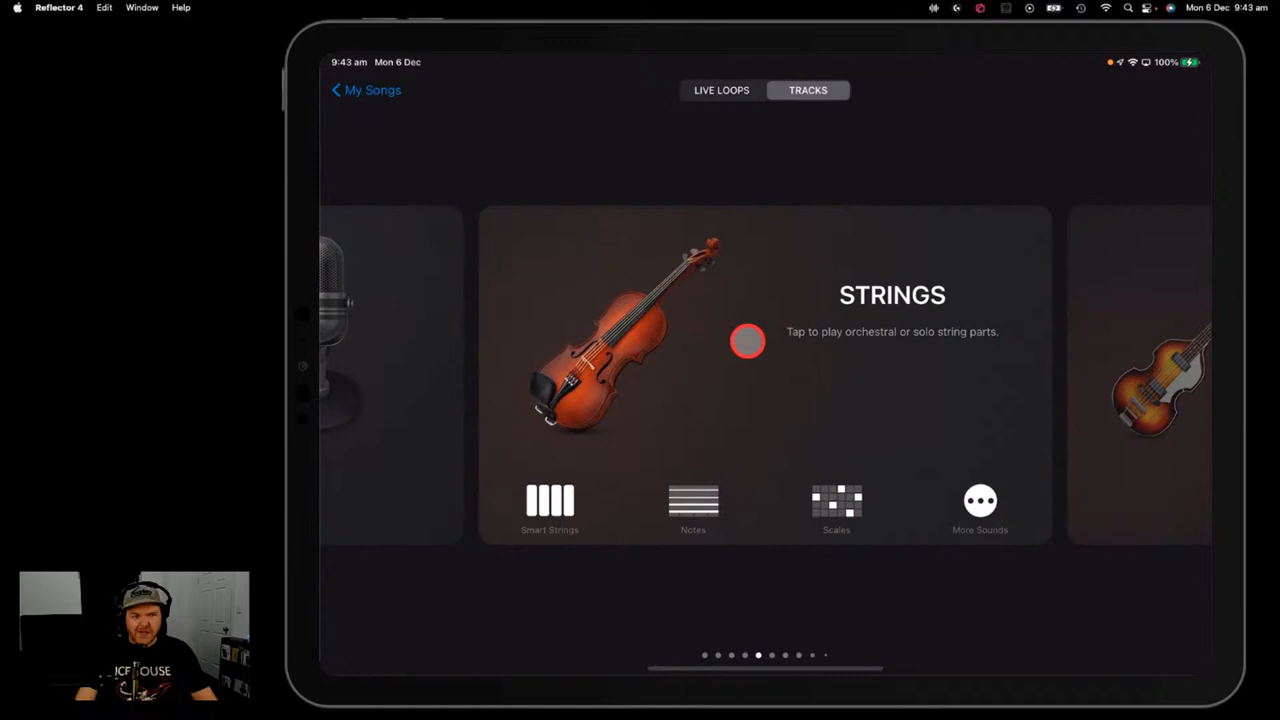 Reflector 4 Edit Window Help Mon 6 Dec 9:43 am
9:43 am Mon 6 Dec 100%
My Songs LIVE LOOPS TRACKS
STRINGS
Tap to play orchestral or solo string parts.
Smart Strings Notes Scales More Sounds